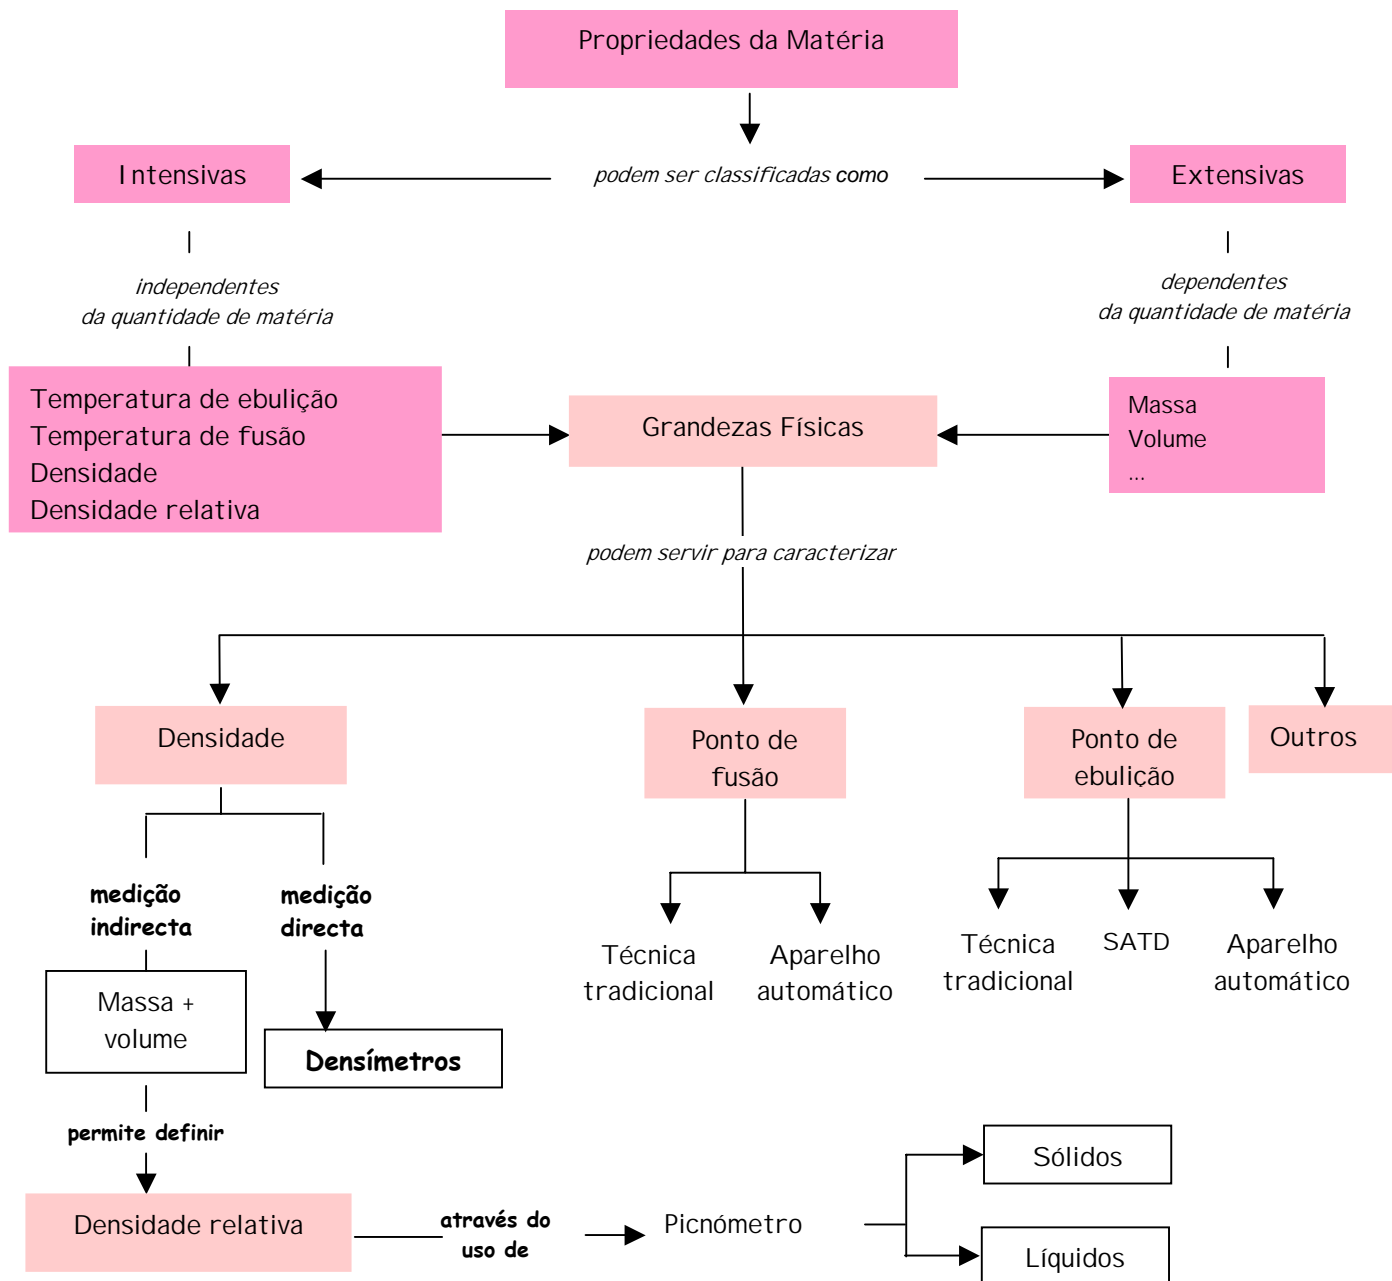 Propriedades da Matéria
Intensivas
podem ser classificadas como
Extensivas
independentes
da quantidade de matéria
dependentes
da quantidade de matéria
Temperatura de ebulição
Temperatura de fusão
Densidade
Densidade relativa
Grandezas Físicas
Massa
Volume
...
podem servir para caracterizar
Densidade
Ponto de
fusão
Ponto de
ebulição
Outros
medição
indirecta
medição
directa
Técnica
tradicional
Aparelho
automático
Técnica
tradicional
SATD
Aparelho
automático
Massa +
volume
Densímetros
permite definir
Densidade relativa
através do
uso de
Picnómetro
Sólidos
Líquidos